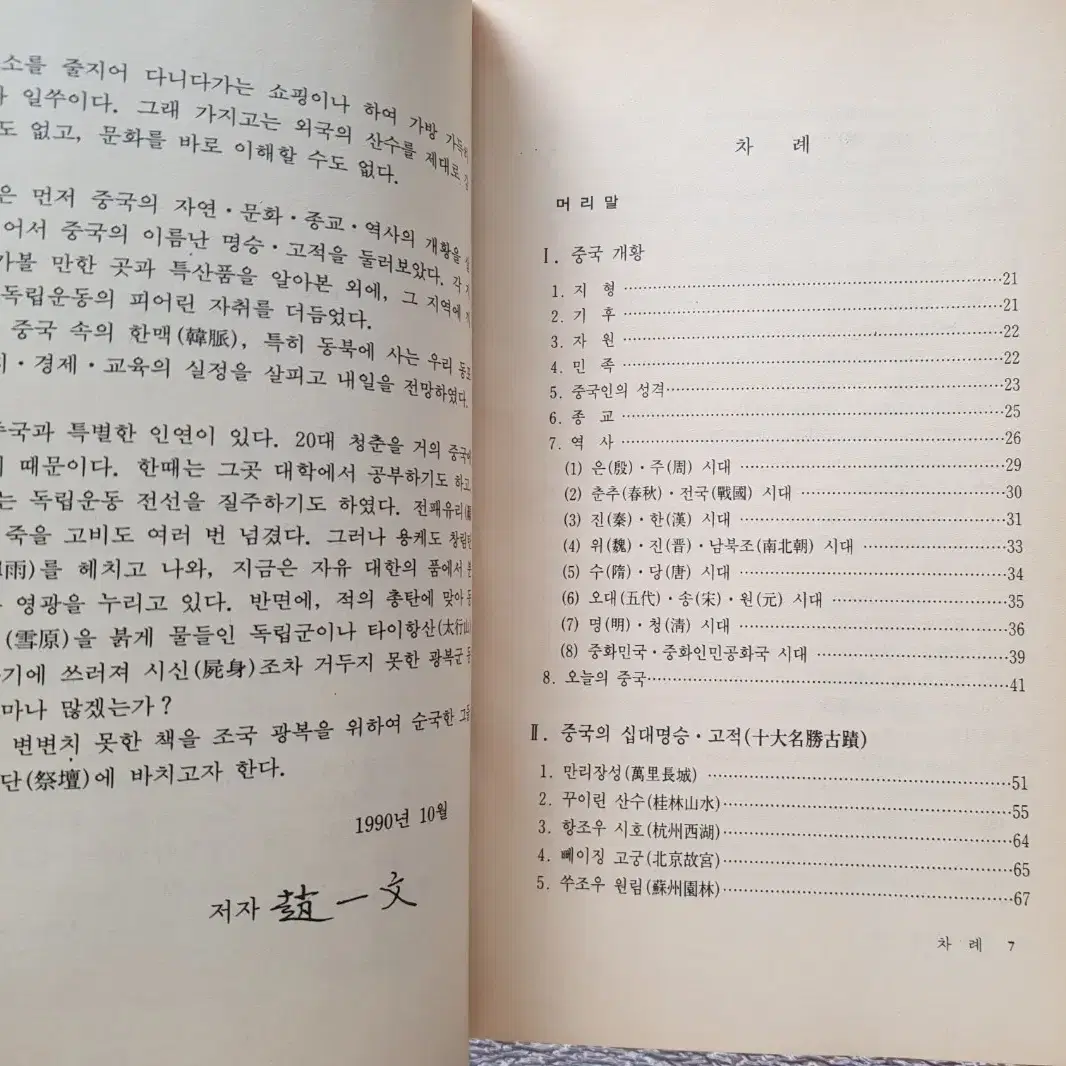 소를 줄지어 다니다가는 쇼핑이나 하여 가방
일쑤이다. 그래 가지고는 외국의 산수를 제대로
도 없고, 문화를 바로 이해할 수도 없다.
은 먼저 중국의 자연·문화·종교·역사의 개황을
어서 중국의 이름난 명승·고적을 둘러보았다. 각
가볼 만한 곳과 특산품을 알아본 외에, 그 지역에
독립운동의 피어린 자취를 더듬었다.
중국 속의 한맥(韓脈), 특히 동북에 사는 우리 동포
·경제·교육의 실정을 살피고 내일을 전망하였다.
국과 특별한 인연이 있다. 20대 청춘을 거의 중국에
때문이다. 한때는 그곳 대학에서 공부하기도 하고,
는 독립운동 전선을 질주하기도 하였다. 전패유리
죽을 고비도 여러 번 넘겼다. 그러나 용케도 창림탄
雨)를 헤치고 나와, 지금은 자유 대한의 품에서
영광을 누리고 있다. 반면에, 적의 총탄에 맞아
(雪原)을 붉게 물들인 독립군이나 타이항산(太行山
기에 쓰러져 시신(屍身)조차 거두지 못한 광복군
마나 많겠는가?
변변치 못한 책을 조국 광복을 위하여 순국한
단(祭壇)에 바치고자 한다.
1990년 10월
저자 趙一文
차 례
머리말
Ⅰ. 중국 개황
1. 지 형 ……… 21
2. 기 후 ……… 21
3. 자 원 ……… 22
4. 민 족 ……… 22
5. 중국인의 성격 ……… 23
6. 종 교 ……… 25
7. 역 사 ……… 26
(1) 은(殷)·주(周) 시대 ……… 29
(2) 춘추(春秋)·전국(戰國) 시대 ……… 30
(3) 진(秦)·한(漢) 시대 ……… 31
(4) 위(魏)·진(晋)·남북조(南北朝) 시대 ……… 33
(5) 수(隋)·당(唐) 시대 ……… 34
(6) 오대(五代)·송(宋)·원(元) 시대 ……… 35
(7) 명(明)·청(淸) 시대 ……… 36
(8) 중화민국·중화인민공화국 시대 ……… 39
8. 오늘의 중국 ……… 41
Ⅱ. 중국의 십대명승·고적(十大名勝古蹟)
1. 만리장성(萬里長城) ……… 51
2. 꾸이린 산수(桂林山水) ……… 55
3. 항조우 시호(杭州西湖) ……… 64
4. 뻬이징 고궁(北京故宮) ……… 65
5. 쑤조우 원림(蘇州園林) ……… 67
차 례 7